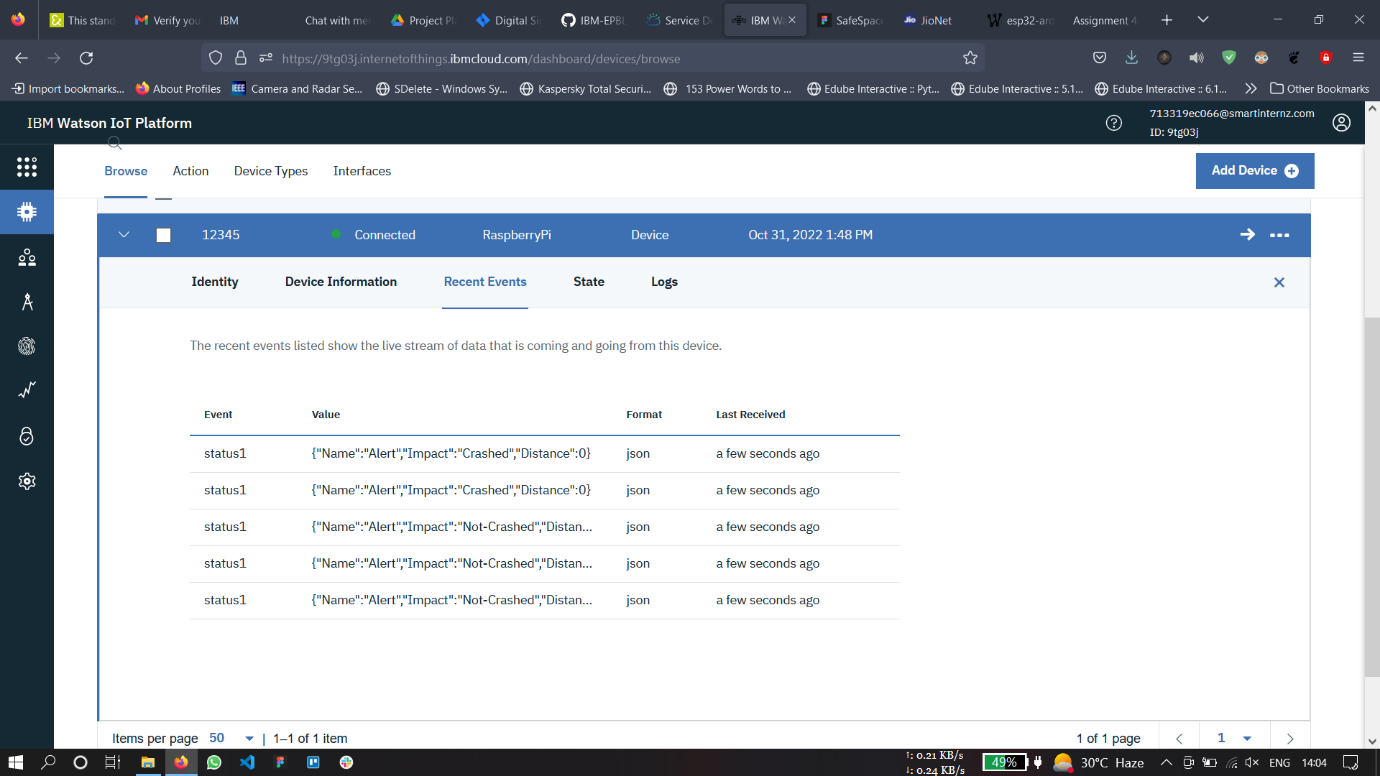 This stand
Verify you
IBM
Chat with me
Project Pl
Digital Si
IBM-EPBL
Service De
IBM W
SafeSpace
Jio JioNet
esp32-ard
Assignment 4
https://9tg03j.internetofthings.ibmcloud.com/dashboard/devices/browse
Import bookmarks...
About Profiles
IEEE Camera and Radar Se...
SDelete - Windows Sy...
Kaspersky Total Securi...
153 Power Words to ...
Edube Interactive :: Pyt...
Edube Interactive :: 5.1...
Edube Interactive :: 6.1...
Other Bookmarks
IBM Watson IoT Platform
713319ec066@smartinternz.com
ID: 9tg03j
Browse Action Device Types Interfaces
Add Device
12345 Connected RaspberryPi Device Oct 31, 2022 1:48 PM
Identity Device Information Recent Events State Logs
The recent events listed show the live stream of data that is coming and going from this device.
Event Value Format Last Received
status1 {"Name":"Alert","Impact":"Crashed","Distance":0} json a few seconds ago
status1 {"Name":"Alert","Impact":"Crashed","Distance":0} json a few seconds ago
status1 {"Name":"Alert","Impact":"Not-Crashed","Distan... json a few seconds ago
status1 {"Name":"Alert","Impact":"Not-Crashed","Distan... json a few seconds ago
status1 {"Name":"Alert","Impact":"Not-Crashed","Distan... json a few seconds ago
Items per page 50 | 1–1 of 1 item
1 of 1 page 1
↑: 0.21 KB/s
↓: 0.24 KB/s
49%
30°C Haze
ENG 14:04